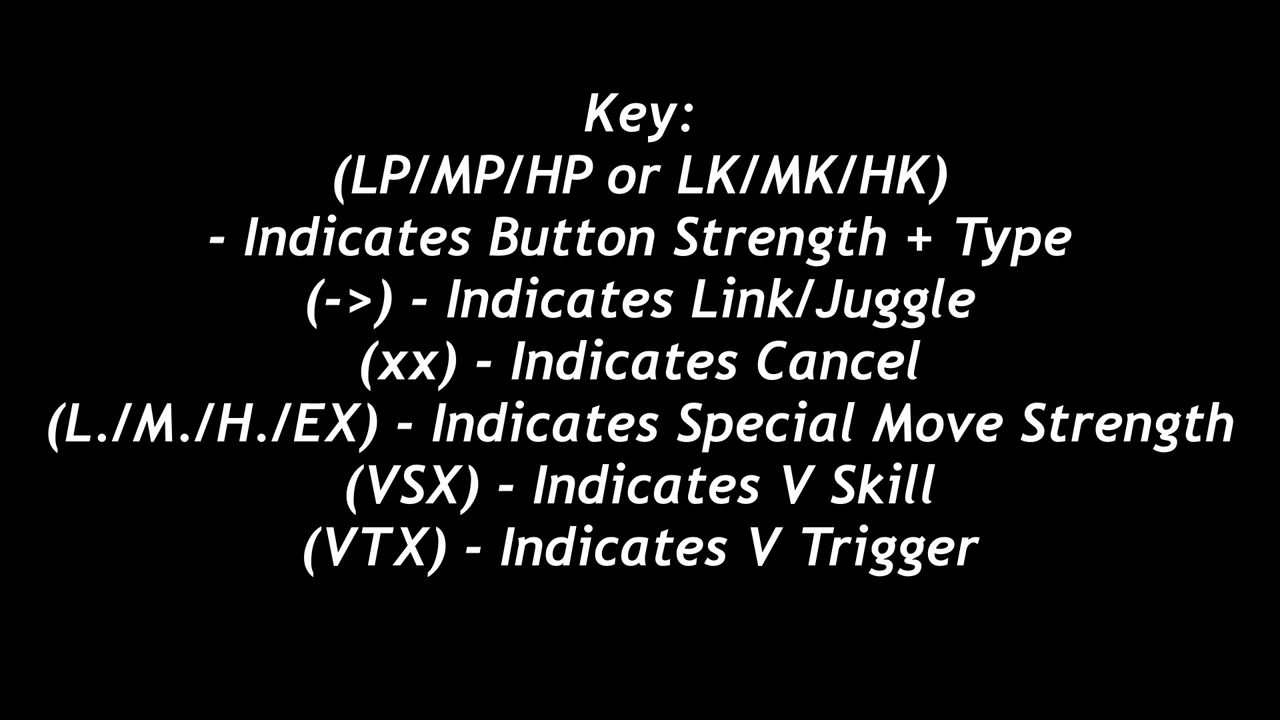 Key:
(LP/MP/HP or LK/MK/HK)
- Indicates Button Strength + Type
(->) - Indicates Link/Juggle
(xx) - Indicates Cancel
(L./M./H./EX) - Indicates Special Move Strength
(VSX) - Indicates V Skill
(VTX) - Indicates V Trigger